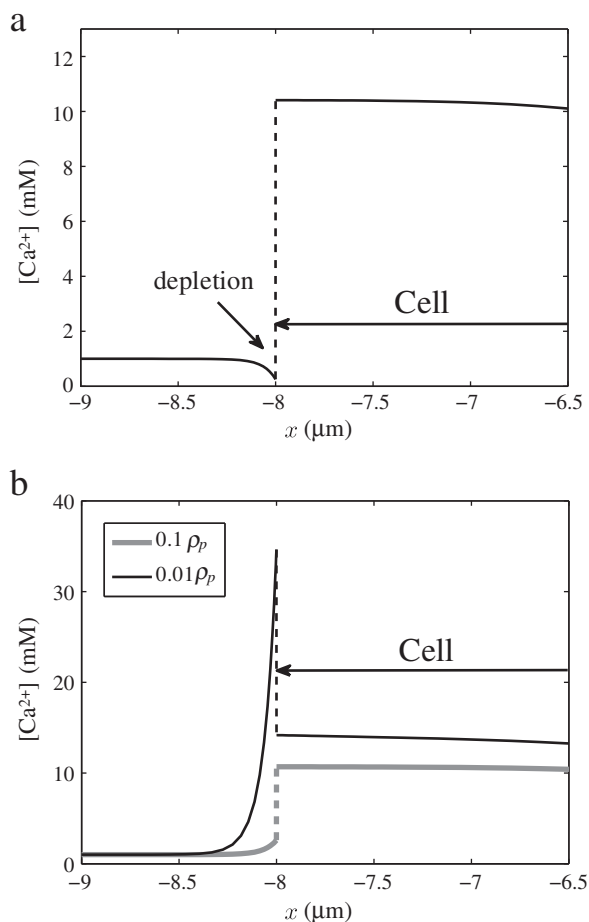 a
12
10
8
6
4
2
0
[Ca²⁺] (mM)
depletion
Cell
−9 −8.5 −8 −7.5 −7 −6.5
x (μm)
b
40
30
20
10
0
[Ca²⁺] (mM)
0.1 ρₚ
0.01ρₚ
Cell
−9 −8.5 −8 −7.5 −7 −6.5
x (μm)